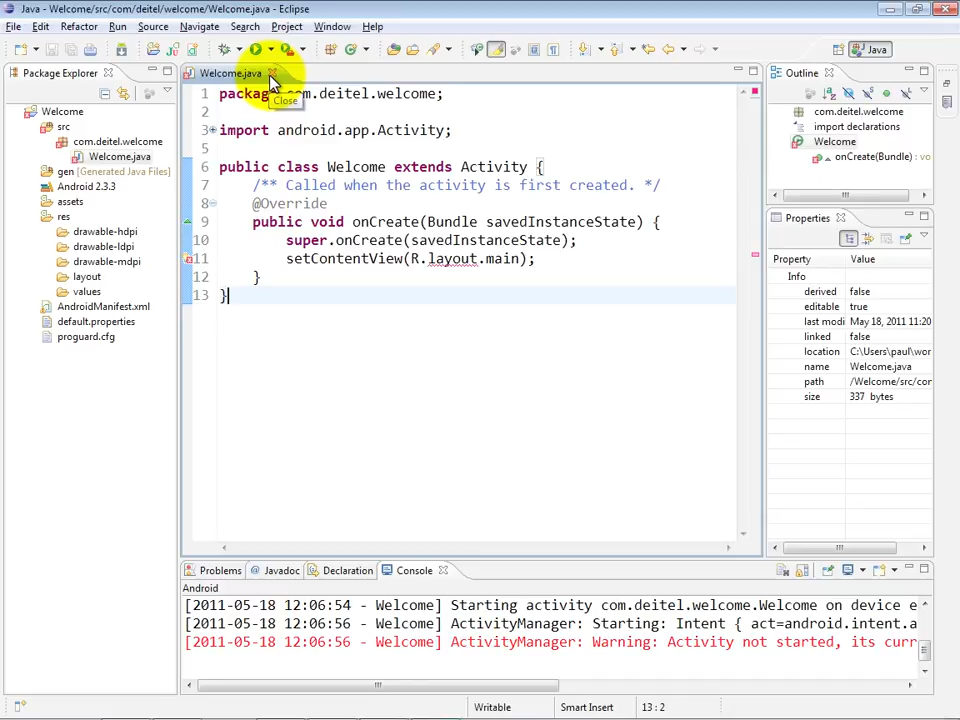 Java - Welcome/src/com/deitel/welcome/Welcome.java - Eclipse
File Edit Refactor Run Source Navigate Search Project Window Help
Java
Package Explorer
Welcome
src
com.deitel.welcome
Welcome.java
gen [Generated Java Files]
Android 2.3.3
assets
res
drawable-hdpi
drawable-ldpi
drawable-mdpi
layout
values
AndroidManifest.xml
default.properties
proguard.cfg
Welcome.java
Close
1 package com.deitel.welcome;
2
3 import android.app.Activity;
5
6 public class Welcome extends Activity {
7 /** Called when the activity is first created. */
8 @Override
9 public void onCreate(Bundle savedInstanceState) {
10 super.onCreate(savedInstanceState);
11 setContentView(R.layout.main);
12 }
13 }
Outline
com.deitel.welcome
import declarations
Welcome
onCreate(Bundle) : vo
Properties
Property Value
Info
derived false
editable true
last modi May 18, 2011 11:20
linked false
location C:\Users\paul\wor
name Welcome.java
path /Welcome/src/cor
size 337 bytes
Problems Javadoc Declaration Console
Android
[2011-05-18 12:06:54 - Welcome] Starting activity com.deitel.welcome.Welcome on device e
[2011-05-18 12:06:56 - Welcome] ActivityManager: Starting: Intent { act=android.intent.a
[2011-05-18 12:06:56 - Welcome] ActivityManager: Warning: Activity not started, its curr
Writable Smart Insert 13 : 2